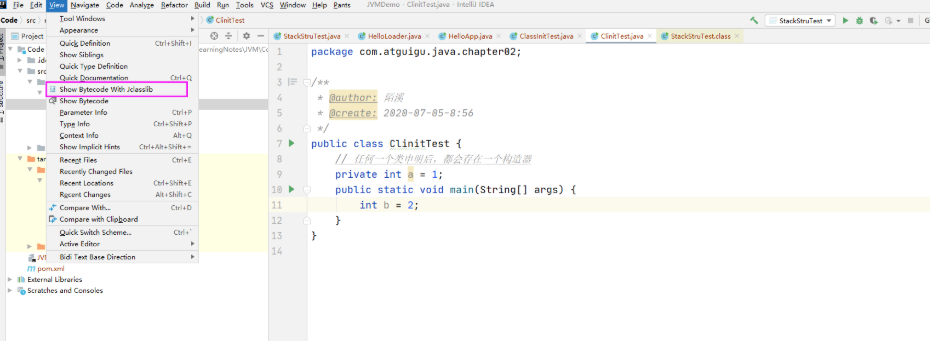 File Edit View Navigate Code Analyze Refactor Build Run Tools VCS Window Help Pants JVMDemo - ClinitTest.java - IntelliJ IDEA
Code src ClinitTest
StackStruTest
Project
StackStruTest.java HelloLoader.java HelloApp.java ClassInitTest.java ClinitTest.java StackStruTest.class
Code
earningNotes\JVM\Co
src
tar
JV
pom.xml
External Libraries
Scratches and Consoles
Tool Windows
Appearance
Quick Definition Ctrl+Shift+I
Show Siblings
Quick Type Definition
Quick Documentation Ctrl+Q
Show Bytecode With Jclasslib
Show Bytecode
Parameter Info Ctrl+P
Type Info Ctrl+Shift+P
Context Info Alt+Q
Show Implicit Hints Ctrl+Alt+Shift++
Recent Files Ctrl+E
Recently Changed Files
Recent Locations Ctrl+Shift+E
Recent Changes Alt+Shift+C
Compare With... Ctrl+D
Compare with Clipboard
Quick Switch Scheme... Ctrl+`
Active Editor
Bidi Text Base Direction
1 package com.atguigu.java.chapter02;
2
3 /**
4 * @author: 陌溪
5 * @create: 2020-07-05-8:56
6 */
7 public class ClinitTest {
8 // 任何一个类申明后，都会存在一个构造器
9 private int a = 1;
10 public static void main(String[] args) {
11 int b = 2;
12 }
13 }
14